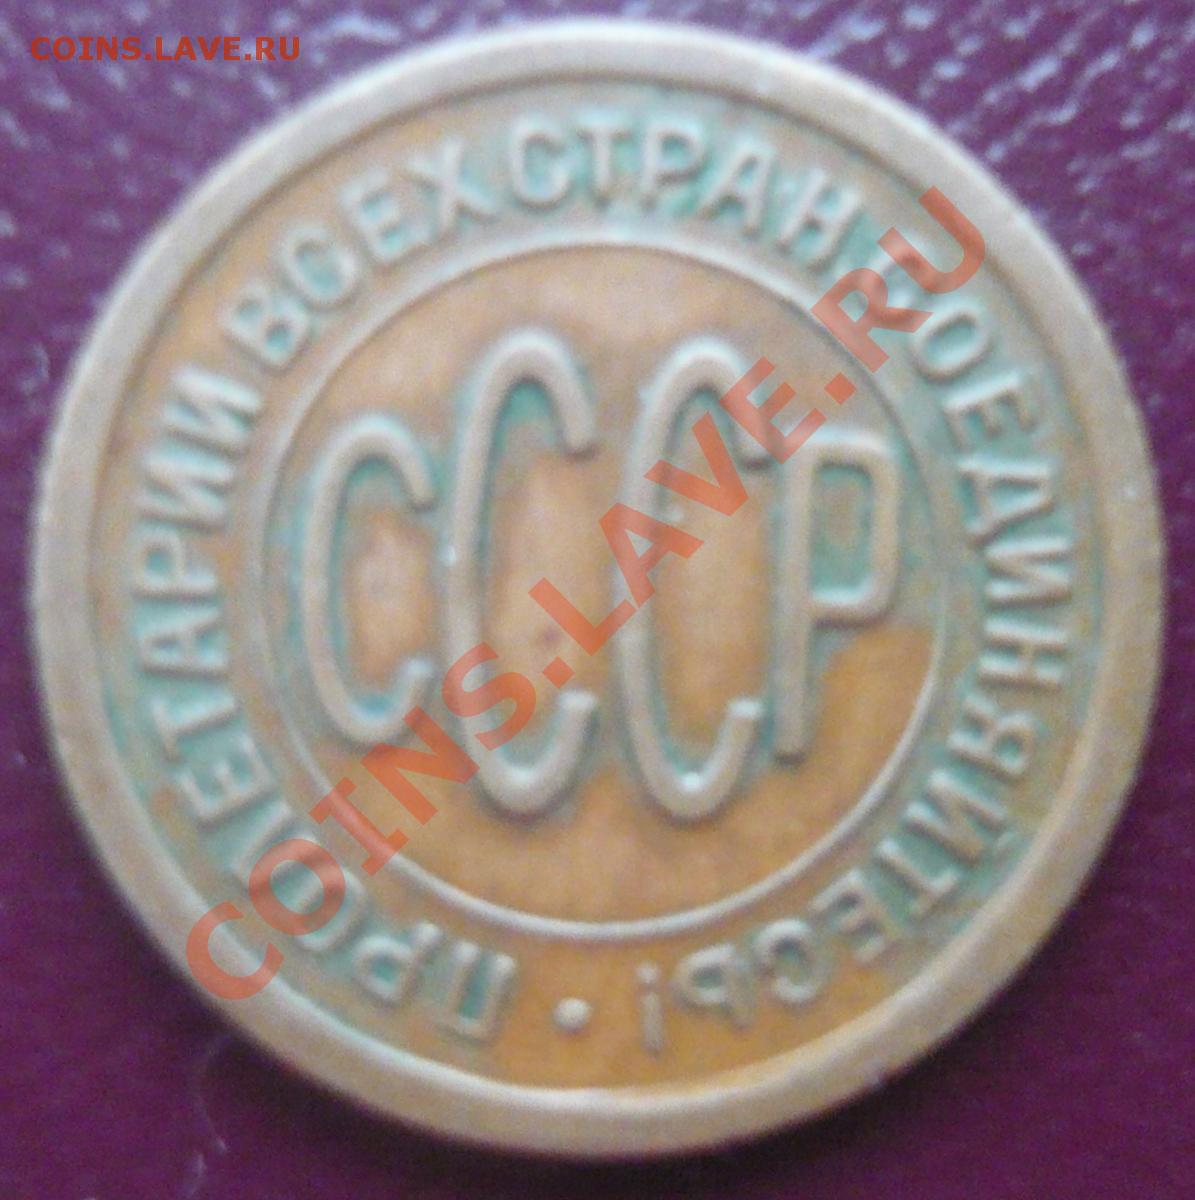 COINS.LAVE.RU
ПРОЛЕТАРИИ ВСЕХ СТРАН СОЕДИНЯЙТЕСЬ! •
СССР
COINS.LAVE.RU